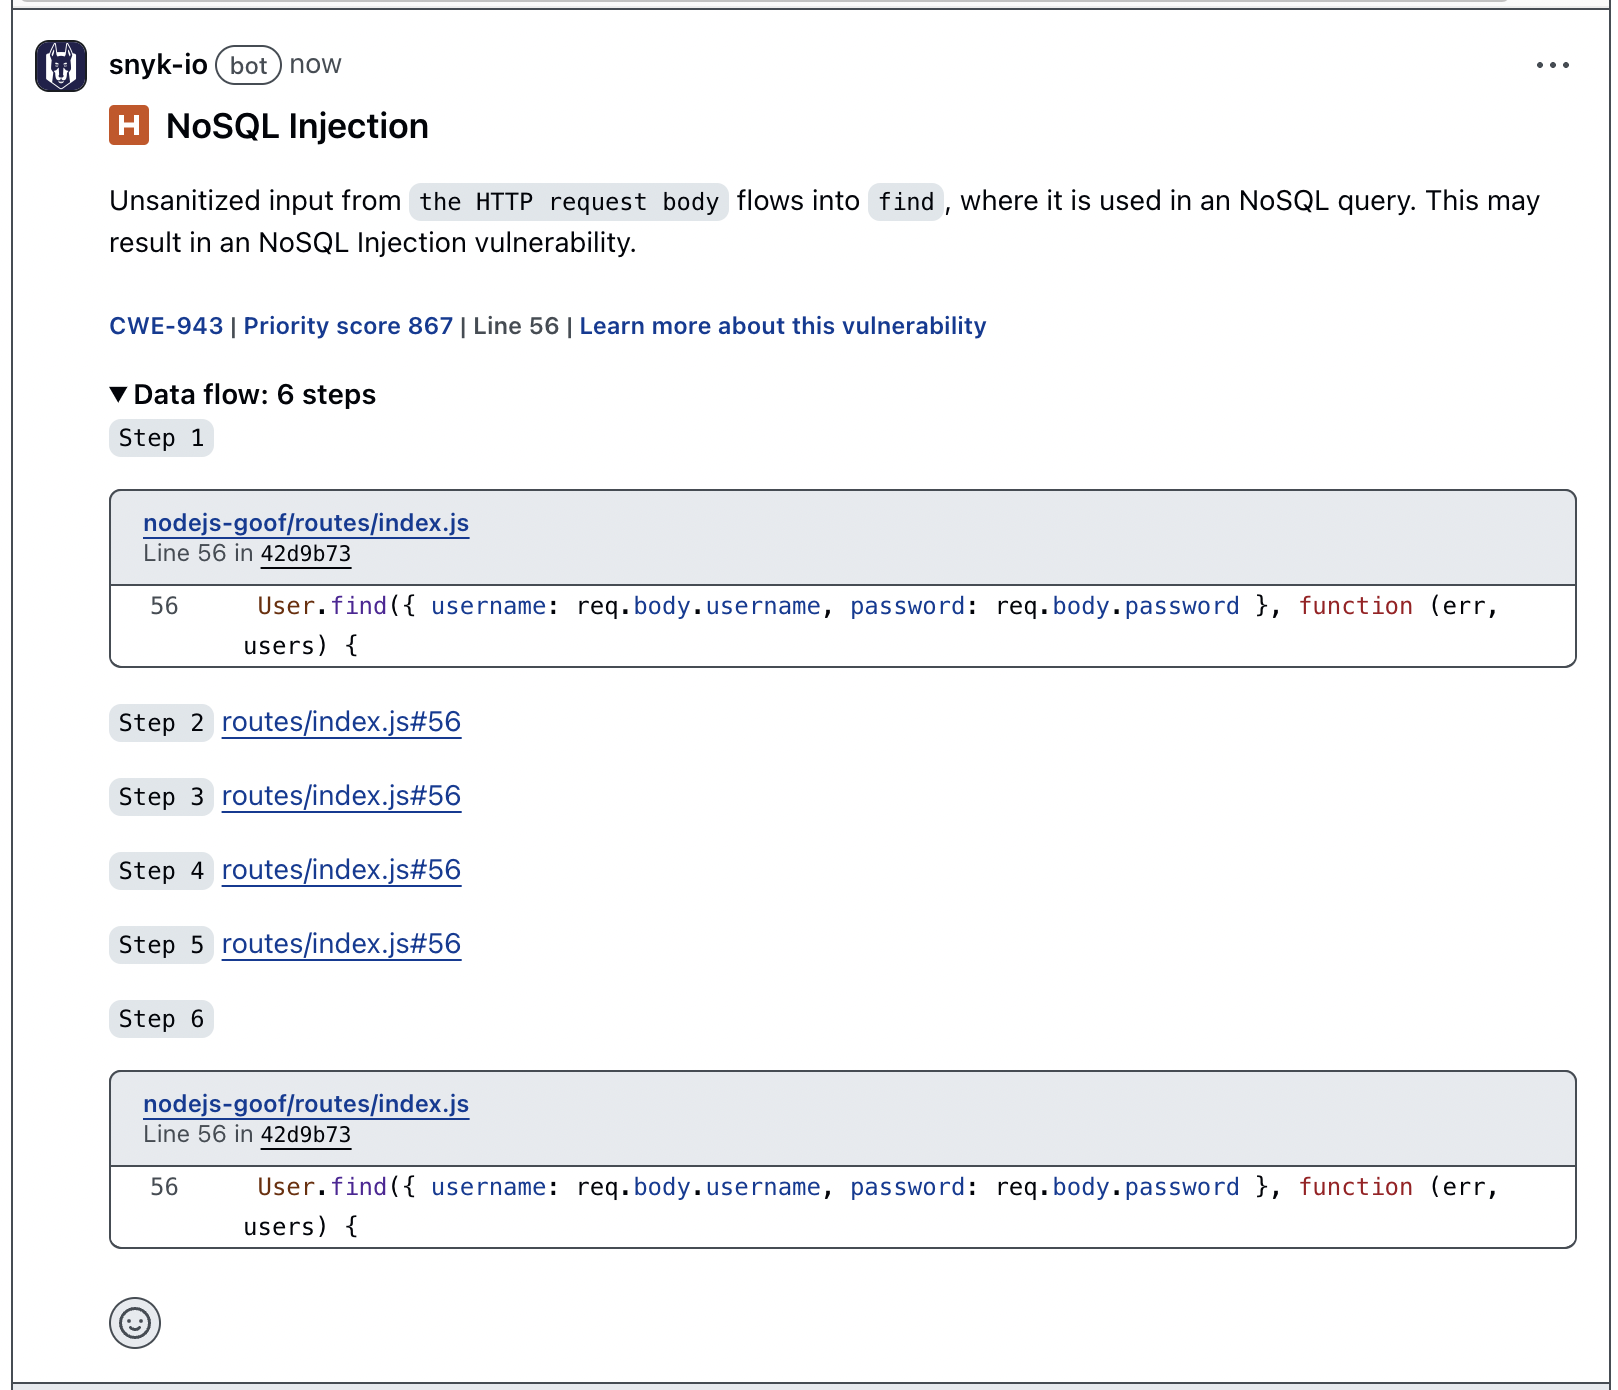 snyk-io bot now
H NoSQL Injection
Unsanitized input from the HTTP request body flows into find, where it is used in an NoSQL query. This may
result in an NoSQL Injection vulnerability.
CWE-943 | Priority score 867 | Line 56 | Learn more about this vulnerability
▼ Data flow: 6 steps
Step 1
nodejs-goof/routes/index.js
Line 56 in 42d9b73
56 User.find({ username: req.body.username, password: req.body.password }, function (err,
users) {
Step 2 routes/index.js#56
Step 3 routes/index.js#56
Step 4 routes/index.js#56
Step 5 routes/index.js#56
Step 6
nodejs-goof/routes/index.js
Line 56 in 42d9b73
56 User.find({ username: req.body.username, password: req.body.password }, function (err,
users) {